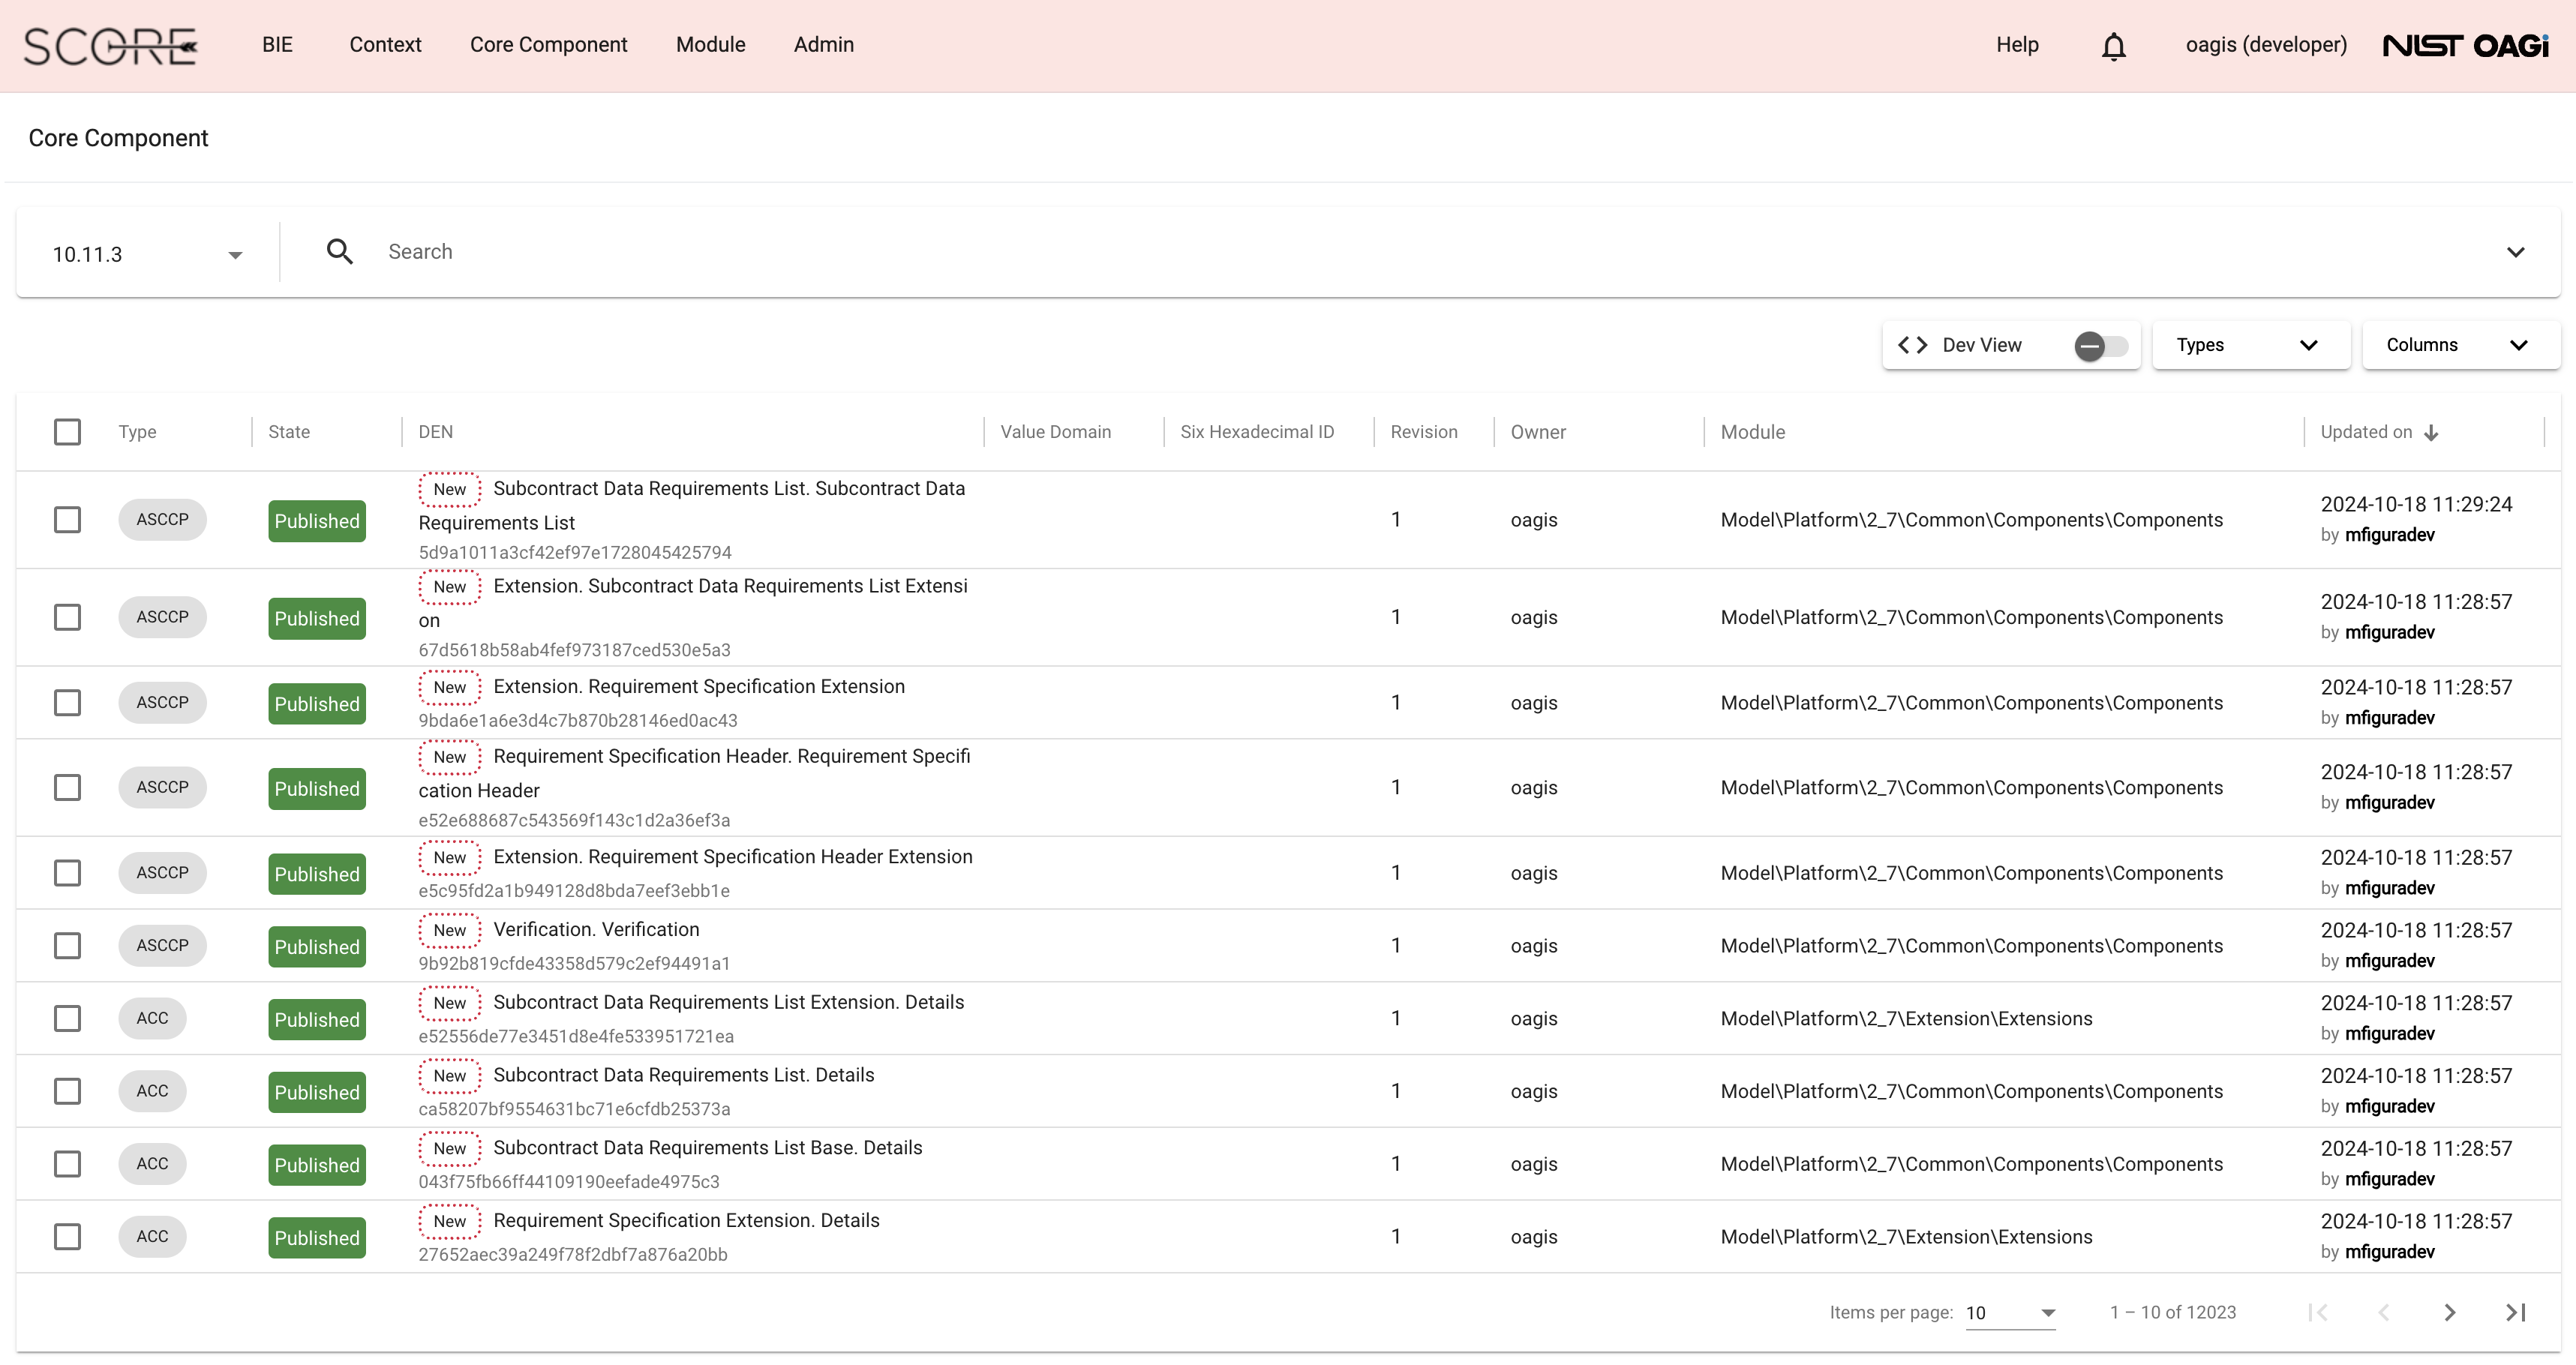 SCORE BIE Context Core Component Module Admin Help oagis (developer) NIST OAGi
Core Component
10.11.3 Search
Dev View Types Columns
Type State DEN Value Domain Six Hexadecimal ID Revision Owner Module Updated on
New Subcontract Data Requirements List. Subcontract Data
Requirements List
5d9a1011a3cf42ef97e1728045425794
ASCCP Published 1 oagis Model\Platform\2_7\Common\Components\Components 2024-10-18 11:29:24
by mfiguradev
New Extension. Subcontract Data Requirements List Extensi
on
67d5618b58ab4fef973187ced530e5a3
ASCCP Published 1 oagis Model\Platform\2_7\Common\Components\Components 2024-10-18 11:28:57
by mfiguradev
New Extension. Requirement Specification Extension
9bda6e1a6e3d4c7b870b28146ed0ac43
ASCCP Published 1 oagis Model\Platform\2_7\Common\Components\Components 2024-10-18 11:28:57
by mfiguradev
New Requirement Specification Header. Requirement Specifi
cation Header
e52e688687c543569f143c1d2a36ef3a
ASCCP Published 1 oagis Model\Platform\2_7\Common\Components\Components 2024-10-18 11:28:57
by mfiguradev
New Extension. Requirement Specification Header Extension
e5c95fd2a1b949128d8bda7eef3ebb1e
ASCCP Published 1 oagis Model\Platform\2_7\Common\Components\Components 2024-10-18 11:28:57
by mfiguradev
New Verification. Verification
9b92b819cfde43358d579c2ef94491a1
ASCCP Published 1 oagis Model\Platform\2_7\Common\Components\Components 2024-10-18 11:28:57
by mfiguradev
New Subcontract Data Requirements List Extension. Details
e52556de77e3451d8e4fe533951721ea
ACC Published 1 oagis Model\Platform\2_7\Extension\Extensions 2024-10-18 11:28:57
by mfiguradev
New Subcontract Data Requirements List. Details
ca58207bf9554631bc71e6cfdb25373a
ACC Published 1 oagis Model\Platform\2_7\Common\Components\Components 2024-10-18 11:28:57
by mfiguradev
New Subcontract Data Requirements List Base. Details
043f75fb66ff44109190eefade4975c3
ACC Published 1 oagis Model\Platform\2_7\Common\Components\Components 2024-10-18 11:28:57
by mfiguradev
New Requirement Specification Extension. Details
27652aec39a249f78f2dbf7a876a20bb
ACC Published 1 oagis Model\Platform\2_7\Extension\Extensions 2024-10-18 11:28:57
by mfiguradev
Items per page: 10 1 – 10 of 12023